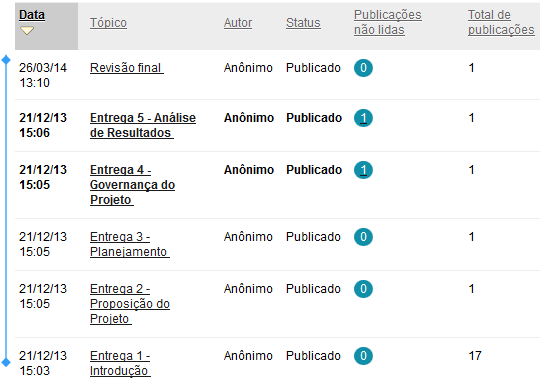 Data Tópico Autor Status Publicações não lidas Total de publicações
26/03/14 13:10 Revisão final Anônimo Publicado 0 1
21/12/13 15:06 Entrega 5 - Análise de Resultados Anônimo Publicado 1 1
21/12/13 15:05 Entrega 4 - Governança do Projeto Anônimo Publicado 1 1
21/12/13 15:05 Entrega 3 - Planejamento Anônimo Publicado 0 1
21/12/13 15:05 Entrega 2 - Proposição do Projeto Anônimo Publicado 0 1
21/12/13 15:03 Entrega 1 - Introdução Anônimo Publicado 0 17